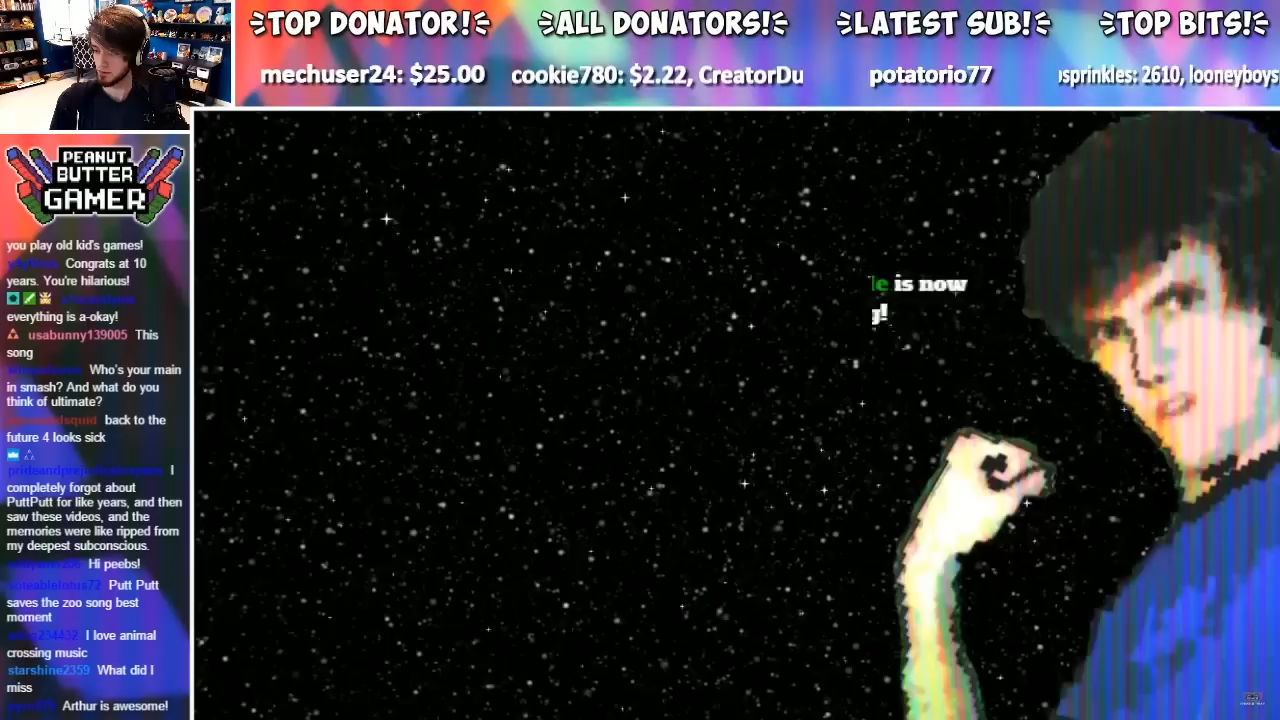 TOP DONATOR!
mechuser24: $25.00
ALL DONATORS!
cookie780: $2.22, CreatorDu
LATEST SUB!
potatorio77
TOP BITS!
sprinkles: 2610, looneyboys
PEANUT
BUTTER
GAMER
you play old kid's games!
Congrats at 10
years. You're hilarious!
everything is a-okay!
usabunny139005 This
song
Who's your main
in smash? And what do you
think of ultimate?
back to the
future 4 looks sick
I
completely forgot about
PuttPutt for like years, and then
saw these videos, and the
memories were like ripped from
my deepest subconscious.
Hi peebs!
Putt Putt
saves the zoo song best
moment
I love animal
crossing music
starshine2359 What did I
miss
Arthur is awesome!
le is now
g!